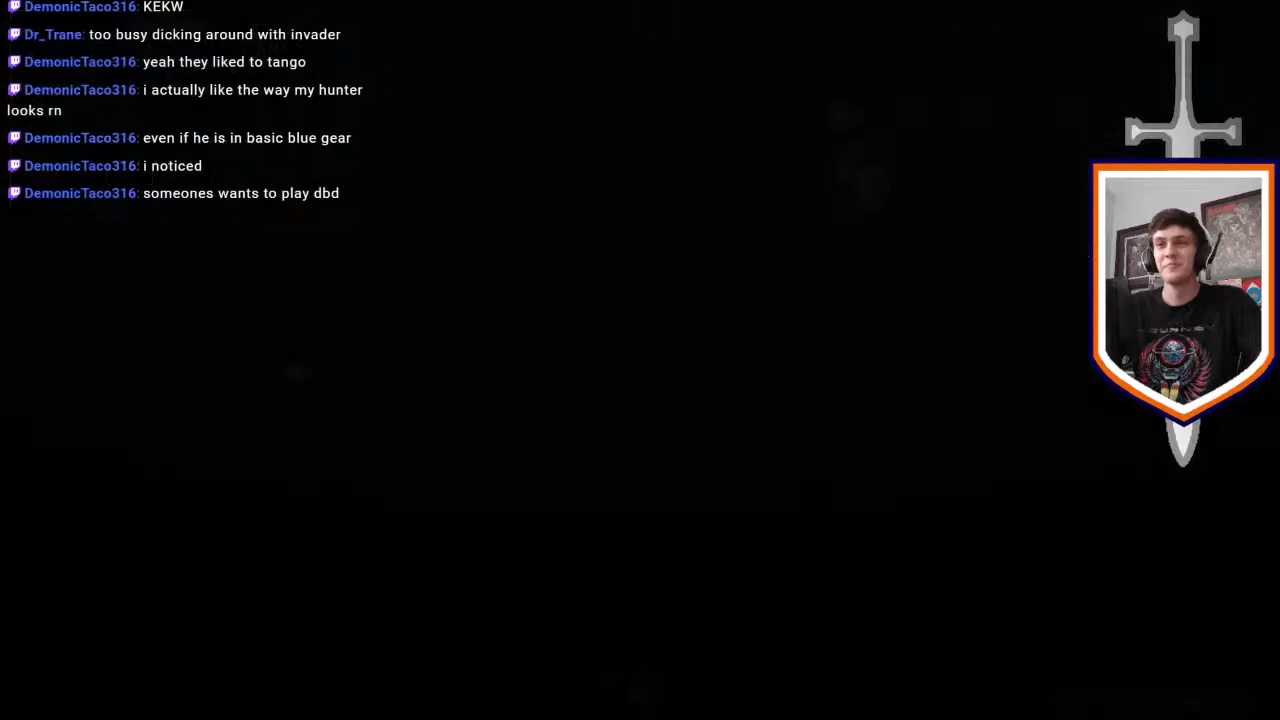 DemonicTaco316: KEKW
Dr_Trane: too busy dicking around with invader
DemonicTaco316: yeah they liked to tango
DemonicTaco316: i actually like the way my hunter
looks rn
DemonicTaco316: even if he is in basic blue gear
DemonicTaco316: i noticed
DemonicTaco316: someones wants to play dbd